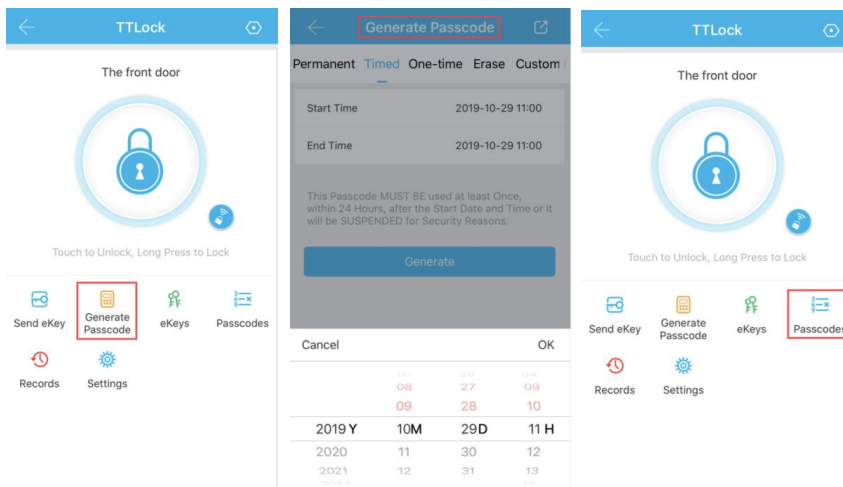 TTLock
The front door
Touch to Unlock, Long Press to Lock
Send eKey
Generate
Passcode
eKeys
Passcodes
Records
Settings
Generate Passcode
Permanent Timed One-time Erase Custom
Start Time 2019-10-29 11:00
End Time 2019-10-29 11:00
This Passcode MUST BE used at least Once,
within 24 Hours, after the Start Date and Time or it
will be SUSPENDED for Security Reasons.
Generate
Cancel OK
08 27 09
09 28 10
2019 Y 10M 29D 11 H
2020 11 30 12
2021 12 31 13
TTLock
The front door
Touch to Unlock, Long Press to Lock
Send eKey
Generate
Passcode
eKeys
Passcodes
Records
Settings